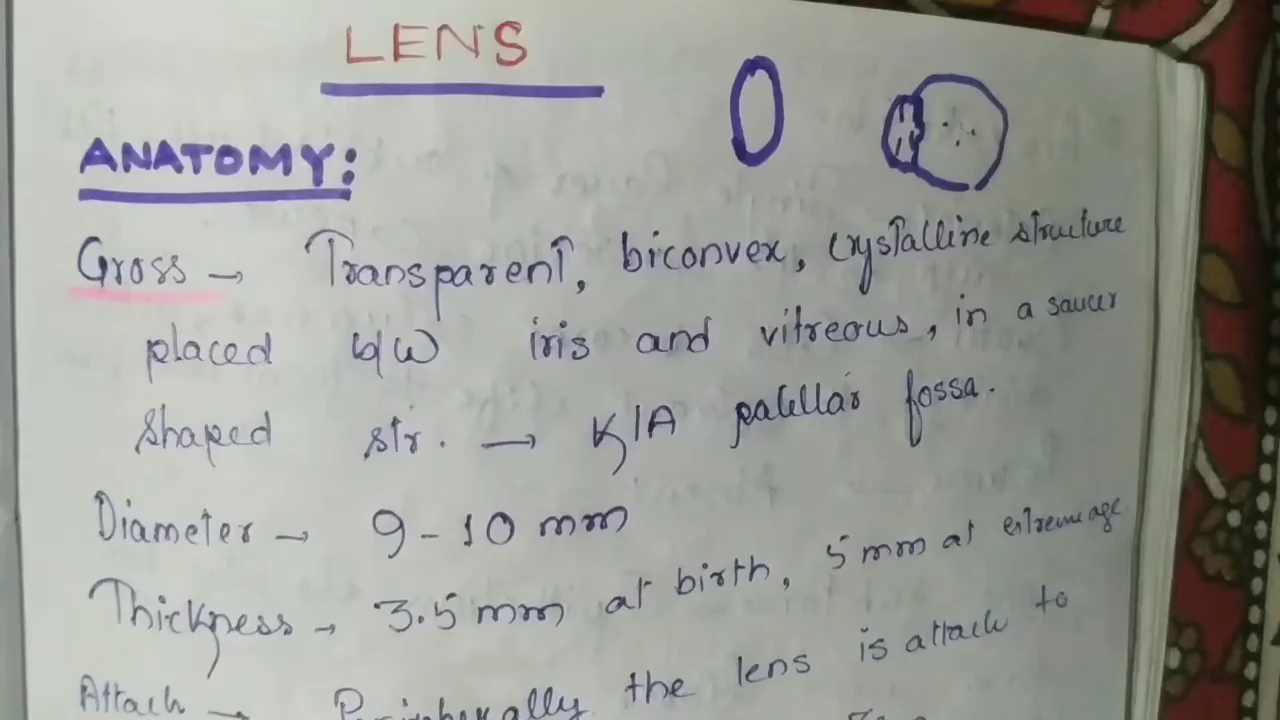 LENS
ANATOMY:
Gross → Transparent, biconvex, crystalline structure
placed b/w iris and vitreous, in a saucer
shaped str. → K/A patellar fossa.
Diameter → 9-10 mm
Thickness → 3.5 mm at birth, 5 mm at extreme age
Attach → Peripherally the lens is attach to